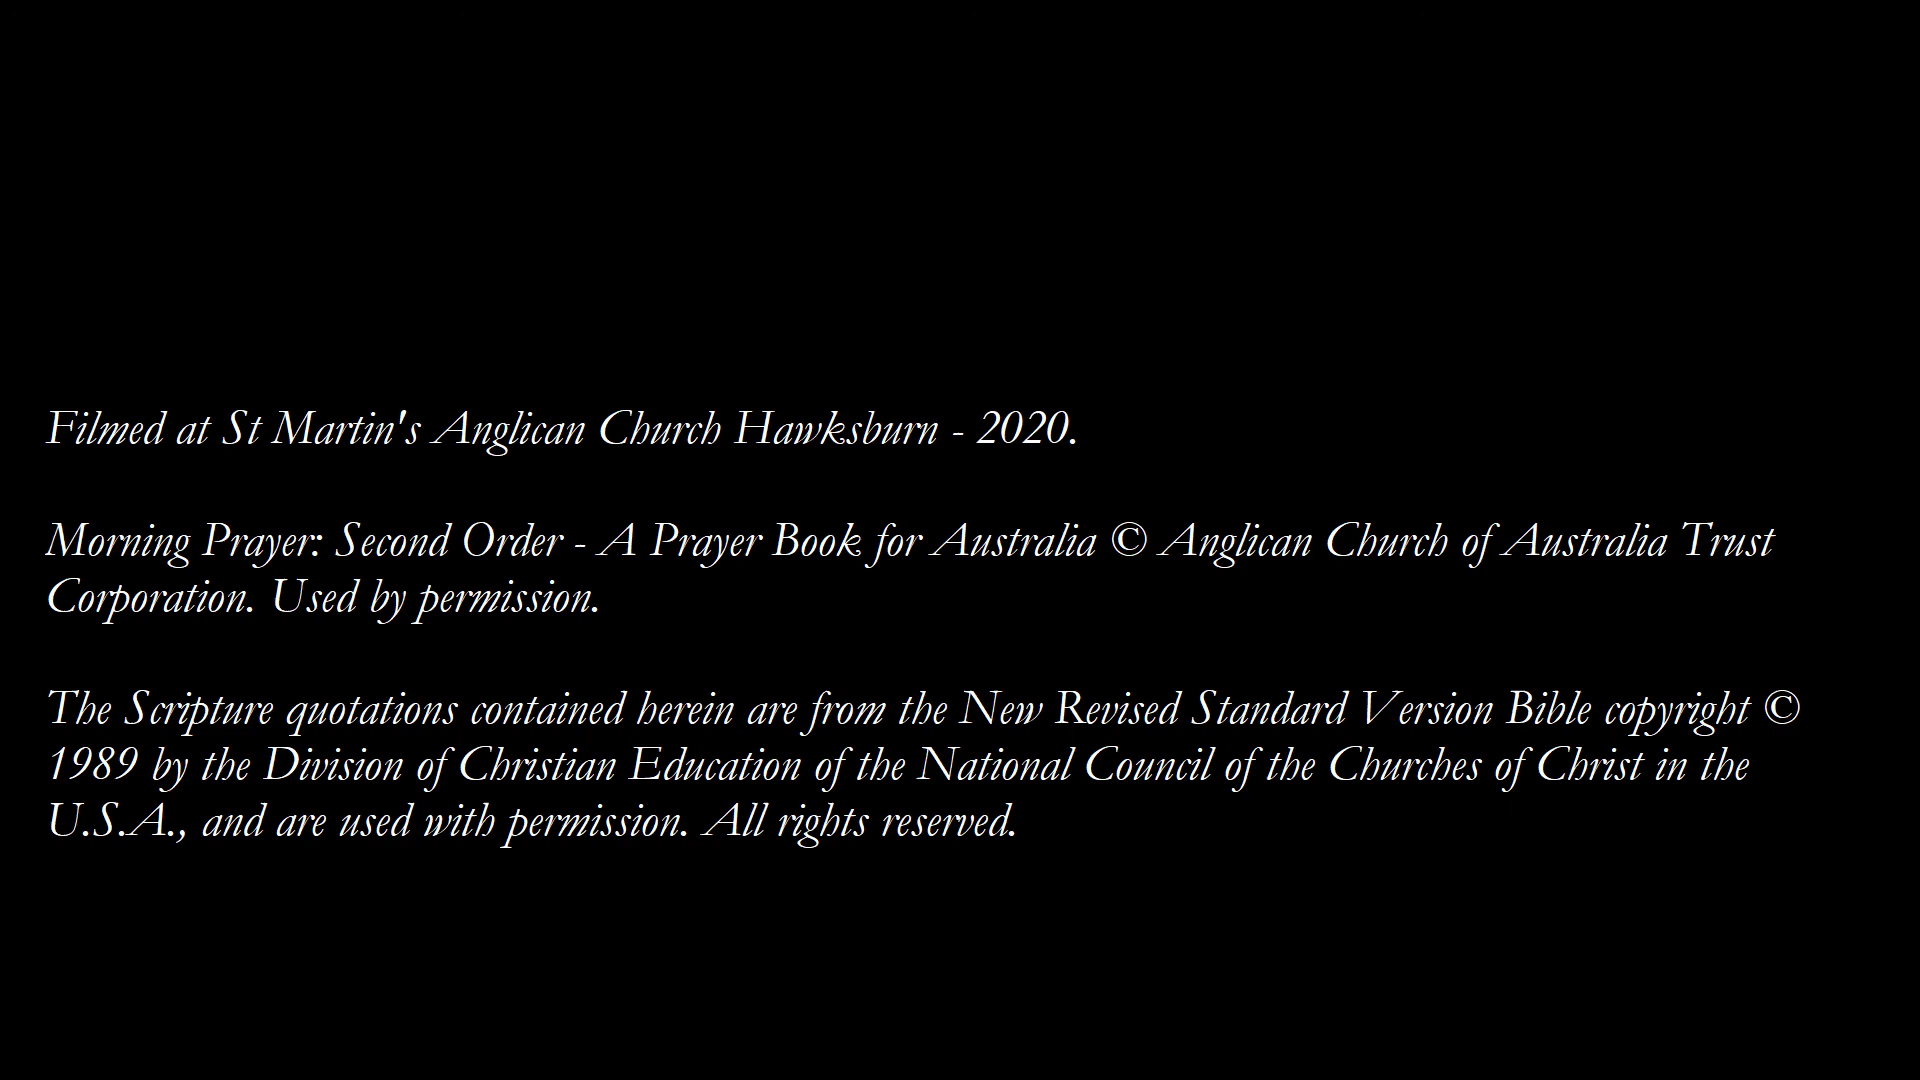 Filmed at St Martin's Anglican Church Hawksburn - 2020.
Morning Prayer: Second Order - A Prayer Book for Australia © Anglican Church of Australia Trust
Corporation. Used by permission.
The Scripture quotations contained herein are from the New Revised Standard Version Bible copyright ©
1989 by the Division of Christian Education of the National Council of the Churches of Christ in the
U.S.A., and are used with permission. All rights reserved.